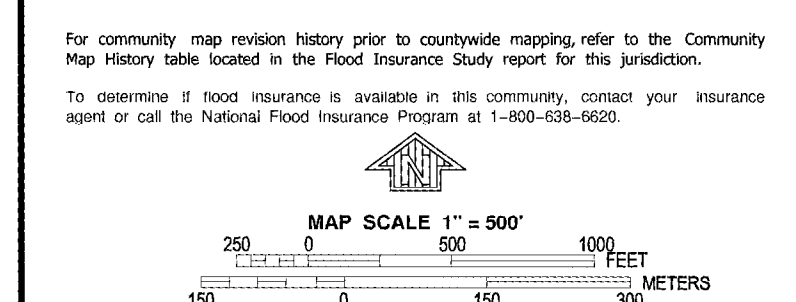 For community map revision history prior to countywide mapping, refer to the Community
Map History table located in the Flood Insurance Study report for this jurisdiction.
To determine if flood insurance is available in this community, contact your insurance
agent or call the National Flood Insurance Program at 1-800-638-6620.
N
MAP SCALE 1" = 500'
250 0 500 1000
FEET
METERS
150 0 150 300